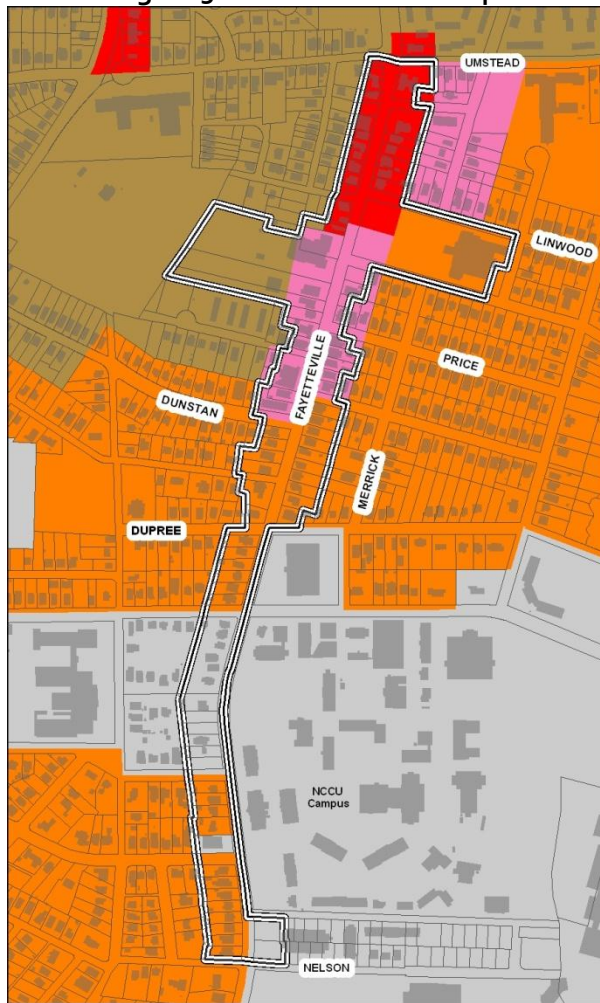 UMSTEAD
LINWOOD
FAYETTEVILLE
PRICE
DUNSTAN
MERRICK
DUPREE
NCCU
Campus
NELSON